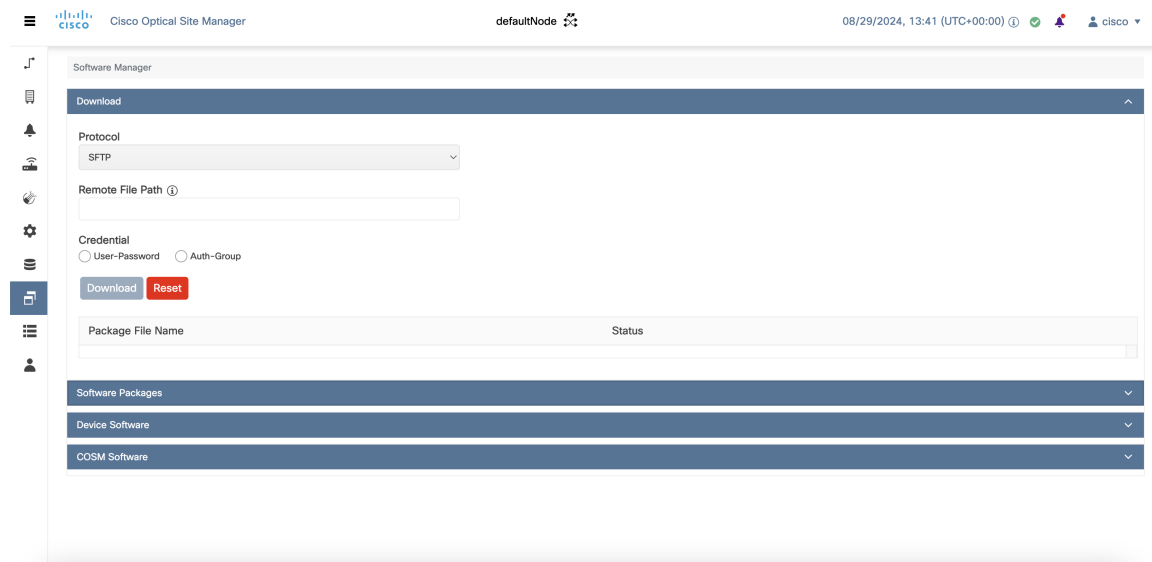 cisco Cisco Optical Site Manager defaultNode 08/29/2024, 13:41 (UTC+00:00) cisco
Software Manager
Download
Protocol
SFTP
Remote File Path
Credential
User-Password Auth-Group
Download Reset
Package File Name Status
Software Packages
Device Software
COSM Software